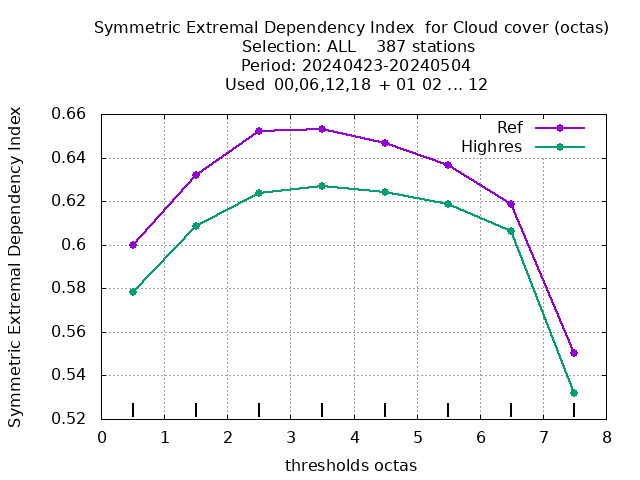 Symmetric Extremal Dependency Index  for Cloud cover (octas)
Selection: ALL    387 stations
Period: 20240423-20240504
Used  00,06,12,18  + 01 02 ... 12
Symmetric Extremal Dependency Index
0.66
0.64
0.62
0.6
0.58
0.56
0.54
0.52
Ref
Highres
0 1 2 3 4 5 6 7 8
thresholds octas